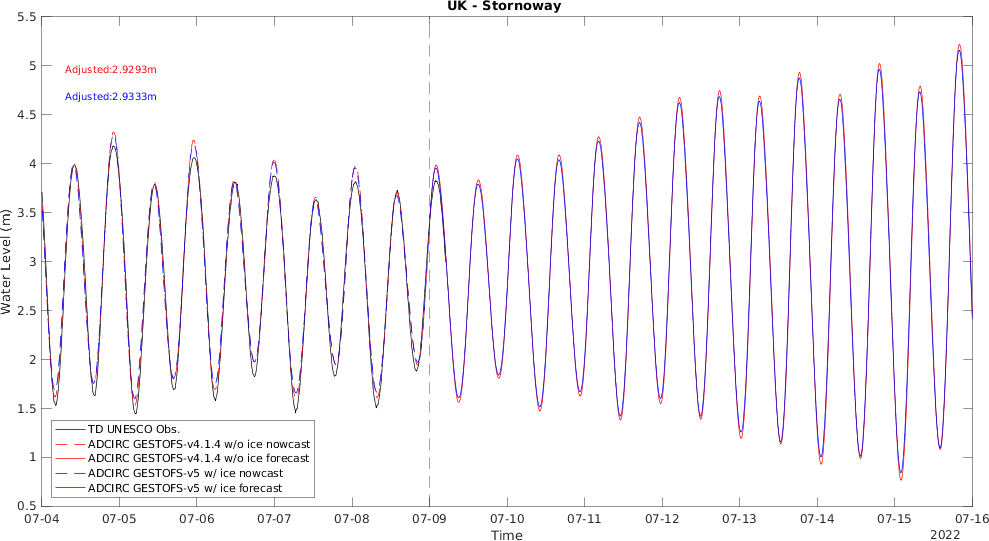 UK - Stornoway
5.5
5
4.5
4
3.5
3
2.5
2
1.5
1
0.5
Water Level (m)
Adjusted:2.9293m
Adjusted:2.9333m
TD UNESCO Obs.
ADCIRC GESTOFS-v4.1.4 w/o ice nowcast
ADCIRC GESTOFS-v4.1.4 w/o ice forecast
ADCIRC GESTOFS-v5 w/ ice nowcast
ADCIRC GESTOFS-v5 w/ ice forecast
07-04 07-05 07-06 07-07 07-08 07-09 07-10 07-11 07-12 07-13 07-14 07-15 07-16
Time
2022